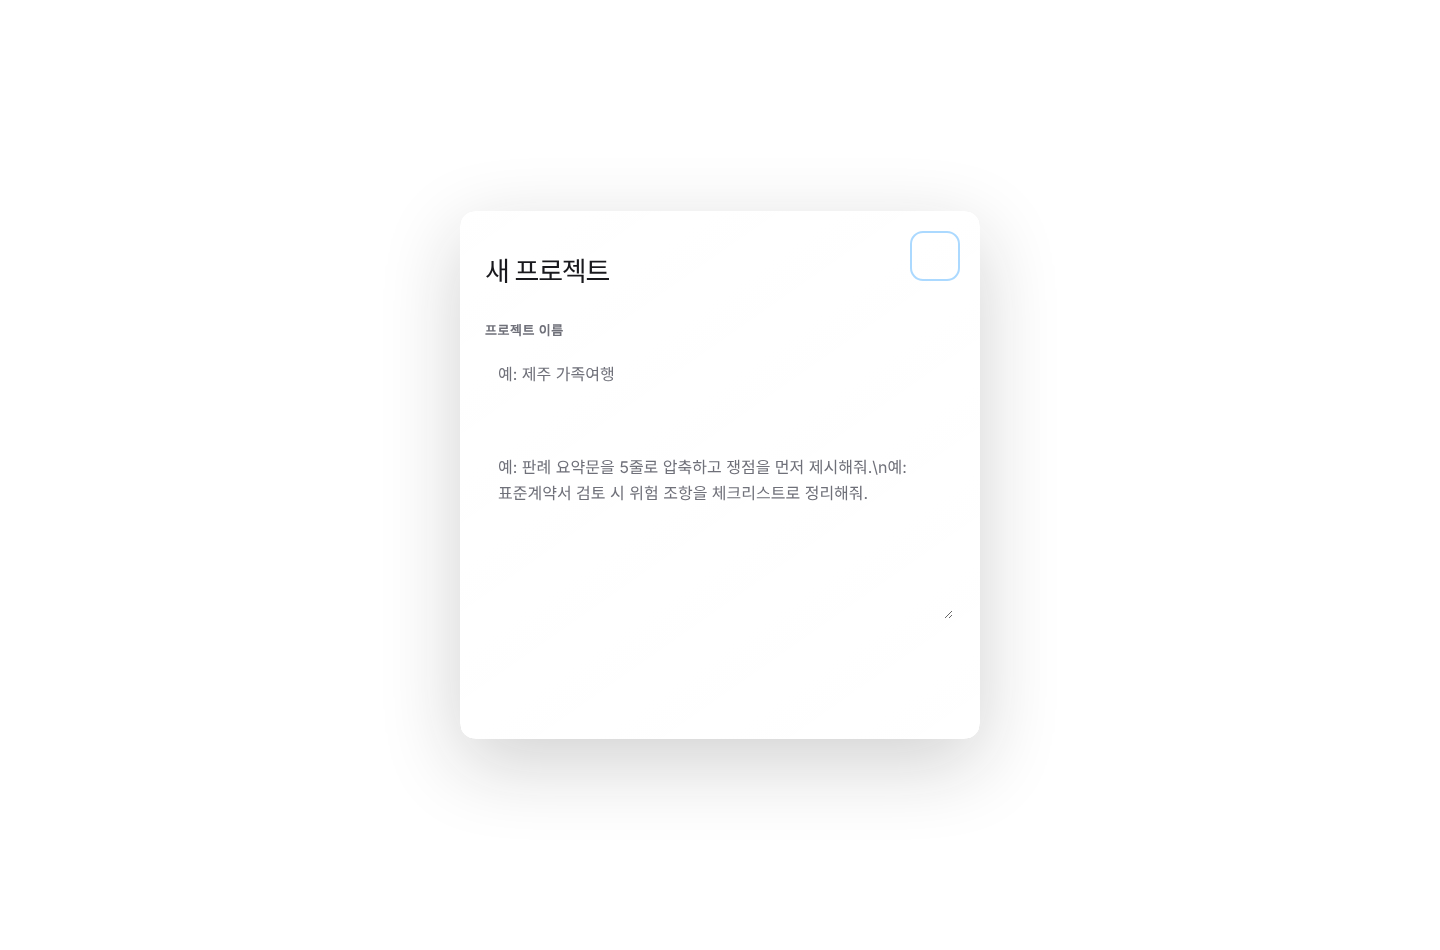 새 프로젝트
프로젝트 이름
예: 제주 가족여행
예: 판례 요약문을 5줄로 압축하고 쟁점을 먼저 제시해줘.\n예:
표준계약서 검토 시 위험 조항을 체크리스트로 정리해줘.